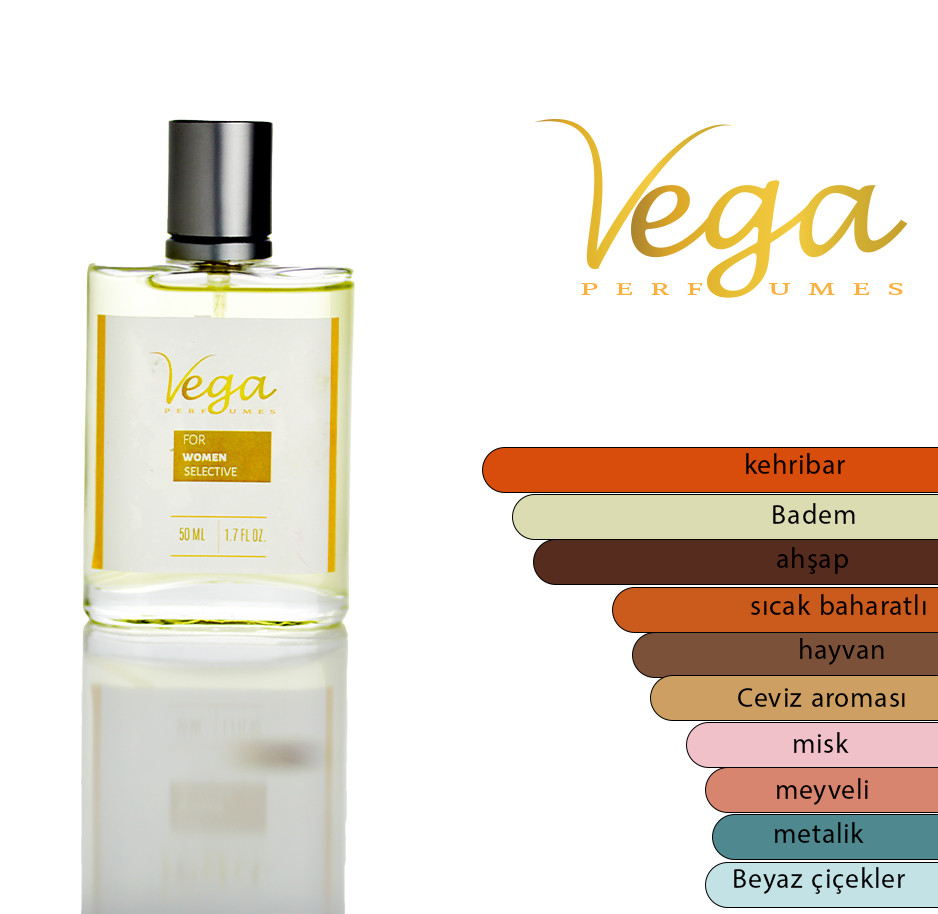 Vega
PERFUMES
Vega
PERFUMES
FOR
WOMEN
SELECTIVE
50 ML 1.7 FL OZ.
kehribar
Badem
ahşap
sıcak baharatlı
hayvan
Ceviz aroması
misk
meyveli
metalik
Beyaz çiçekler